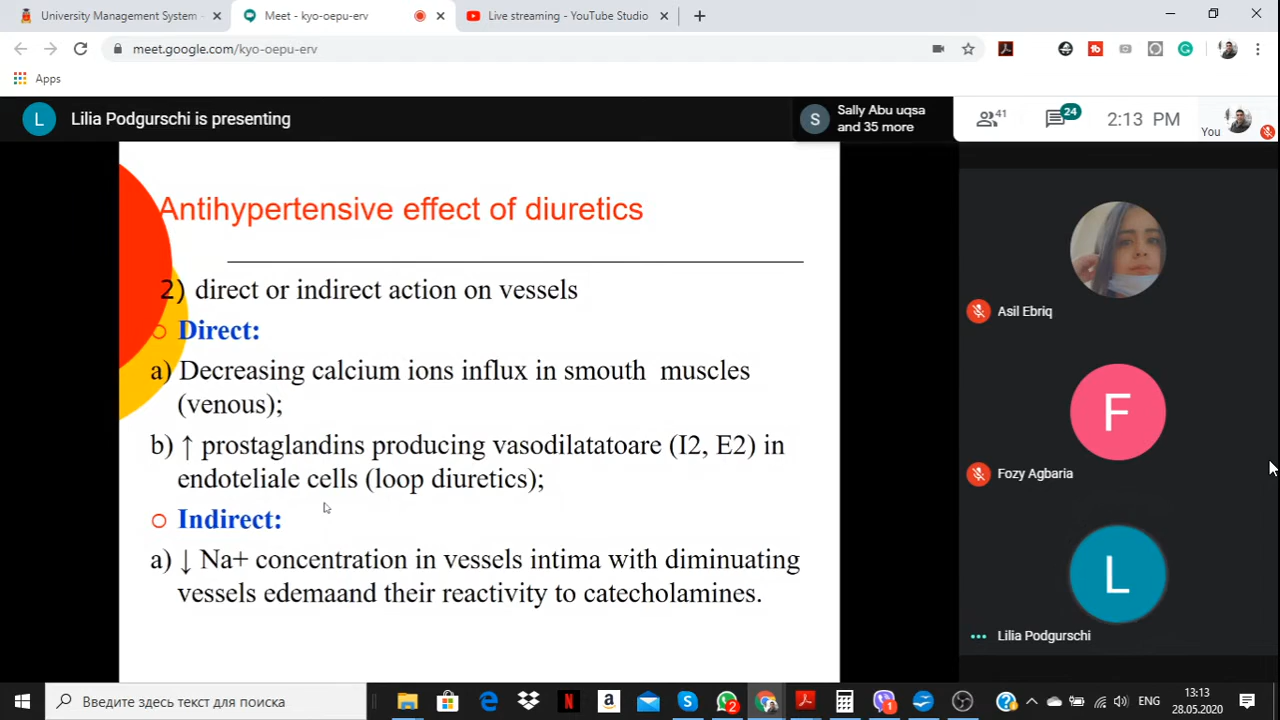 University Management System -
Meet - kyo-oepu-erv
Live streaming - YouTube Studio
meet.google.com/kyo-oepu-erv
Apps
L
Lilia Podgurschi is presenting
S
Sally Abu uqsa
and 35 more
41
24
2:13 PM
You
Antihypertensive effect of diuretics
2) direct or indirect action on vessels
Direct:
a) Decreasing calcium ions influx in smouth muscles
(venous);
b) ↑ prostaglandins producing vasodilatatoare (I2, E2) in
endoteliale cells (loop diuretics);
Indirect:
a) ↓ Na+ concentration in vessels intima with diminuating
vessels edemaand their reactivity to catecholamines.
Asil Ebriq
F
Fozy Agbaria
L
Lilia Podgurschi
Введите здесь текст для поиска
N
a
2
1
ENG
13:13
28.05.2020